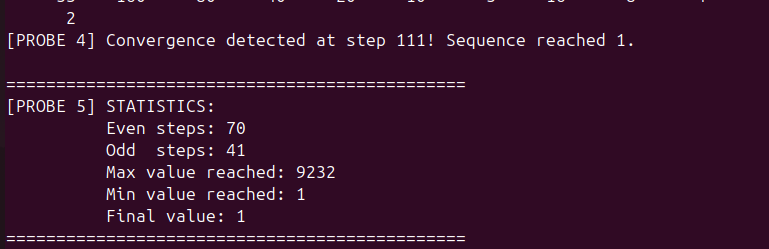 2
[PROBE 4] Convergence detected at step 111! Sequence reached 1.
==============================================
[PROBE 5] STATISTICS:
Even steps: 70
Odd  steps: 41
Max value reached: 9232
Min value reached: 1
Final value: 1
==============================================